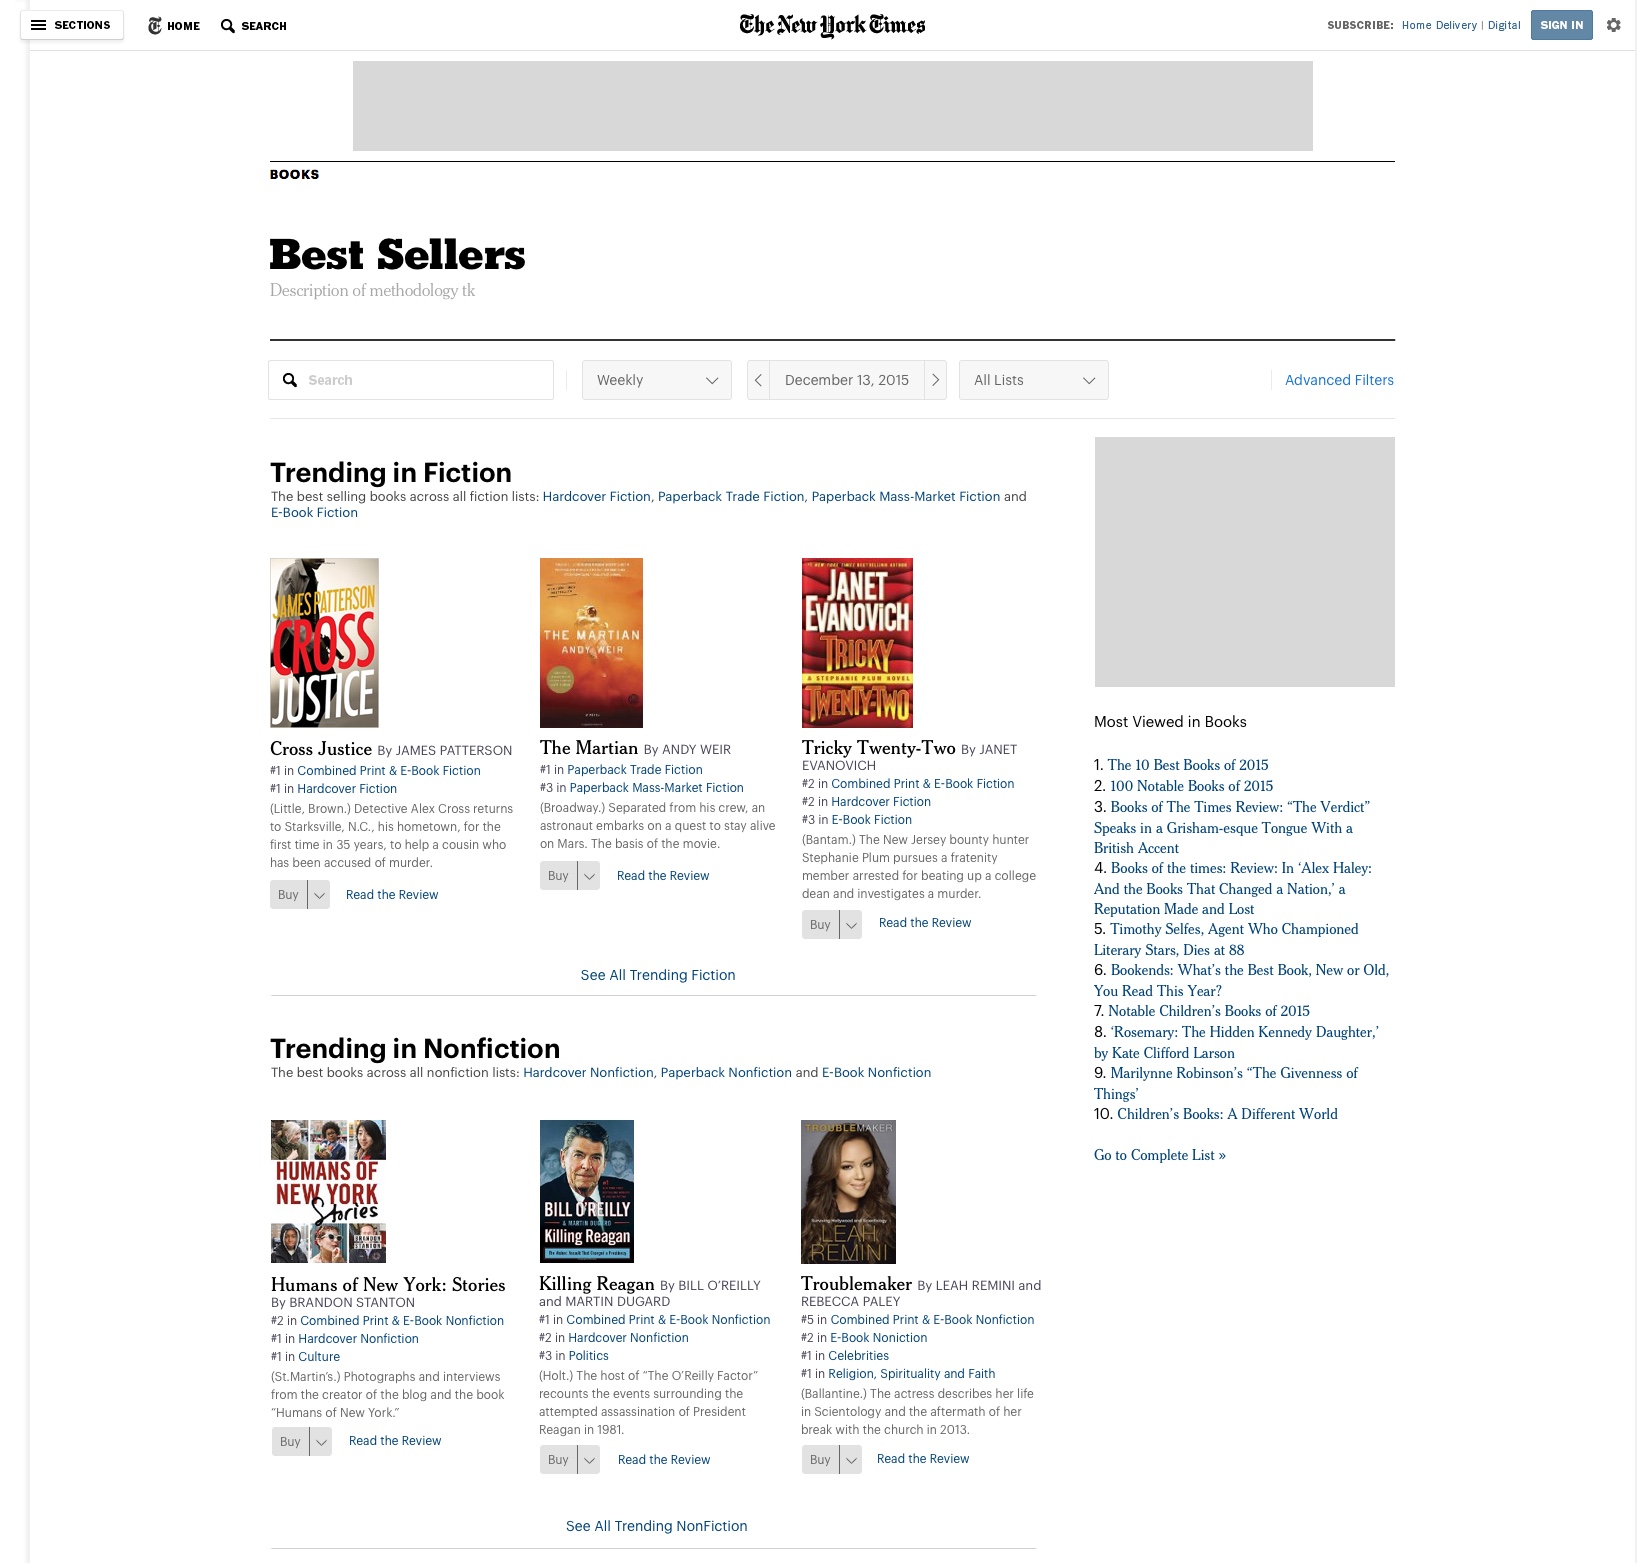 SECTIONS
HOME
SEARCH
The New York Times
SUBSCRIBE: Home Delivery | Digital
SIGN IN
BOOKS
Best Sellers
Description of methodology tk
Search
Weekly
December 13, 2015
All Lists
Advanced Filters
Trending in Fiction
The best selling books across all fiction lists: Hardcover Fiction, Paperback Trade Fiction, Paperback Mass-Market Fiction and
E-Book Fiction
JAMES PATTERSON
CROSS
JUSTICE
Cross Justice By JAMES PATTERSON
#1 in Combined Print & E-Book Fiction
#1 in Hardcover Fiction
(Little, Brown.) Detective Alex Cross returns
to Starksville, N.C., his hometown, for the
first time in 35 years, to help a cousin who
has been accused of murder.
Buy
Read the Review
THE MARTIAN
ANDY WEIR
The Martian By ANDY WEIR
#1 in Paperback Trade Fiction
#3 in Paperback Mass-Market Fiction
(Broadway.) Separated from his crew, an
astronaut embarks on a quest to stay alive
on Mars. The basis of the movie.
Buy
Read the Review
#1 NEW YORK TIMES BESTSELLING AUTHOR
JANET
EVANOVICH
TRICKY
A STEPHANIE PLUM NOVEL
TWENTY-TWO
Tricky Twenty-Two By JANET
EVANOVICH
#2 in Combined Print & E-Book Fiction
#2 in Hardcover Fiction
#3 in E-Book Fiction
(Bantam.) The New Jersey bounty hunter
Stephanie Plum pursues a fratenity
member arrested for beating up a college
dean and investigates a murder.
Buy
Read the Review
See All Trending Fiction
Trending in Nonfiction
The best books across all nonfiction lists: Hardcover Nonfiction, Paperback Nonfiction and E-Book Nonfiction
HUMANS OF
NEW YORK
Stories
BRANDON
STANTON
Humans of New York: Stories
By BRANDON STANTON
#2 in Combined Print & E-Book Nonfiction
#1 in Hardcover Nonfiction
#1 in Culture
(St.Martin's.) Photographs and interviews
from the creator of the blog and the book
“Humans of New York.”
Buy
Read the Review
BILL O'REILLY
& MARTIN DUGARD
Killing Reagan
The Violent Assault That Changed a Presidency
Killing Reagan By BILL O'REILLY
and MARTIN DUGARD
#1 in Combined Print & E-Book Nonfiction
#2 in Hardcover Nonfiction
#3 in Politics
(Holt.) The host of “The O'Reilly Factor”
recounts the events surrounding the
attempted assassination of President
Reagan in 1981.
Buy
Read the Review
TROUBLEMAKER
Surviving Hollywood and Scientology
LEAH
REMINI
Troublemaker By LEAH REMINI and
REBECCA PALEY
#5 in Combined Print & E-Book Nonfiction
#2 in E-Book Noniction
#1 in Celebrities
#1 in Religion, Spirituality and Faith
(Ballantine.) The actress describes her life
in Scientology and the aftermath of her
break with the church in 2013.
Buy
Read the Review
See All Trending NonFiction
Most Viewed in Books
1. The 10 Best Books of 2015
2. 100 Notable Books of 2015
3. Books of The Times Review: “The Verdict”
Speaks in a Grisham-esque Tongue With a
British Accent
4. Books of the times: Review: In ‘Alex Haley:
And the Books That Changed a Nation,’ a
Reputation Made and Lost
5. Timothy Selfes, Agent Who Championed
Literary Stars, Dies at 88
6. Bookends: What’s the Best Book, New or Old,
You Read This Year?
7. Notable Children’s Books of 2015
8. ‘Rosemary: The Hidden Kennedy Daughter,’
by Kate Clifford Larson
9. Marilynne Robinson’s “The Givenness of
Things’
10. Children’s Books: A Different World
Go to Complete List »